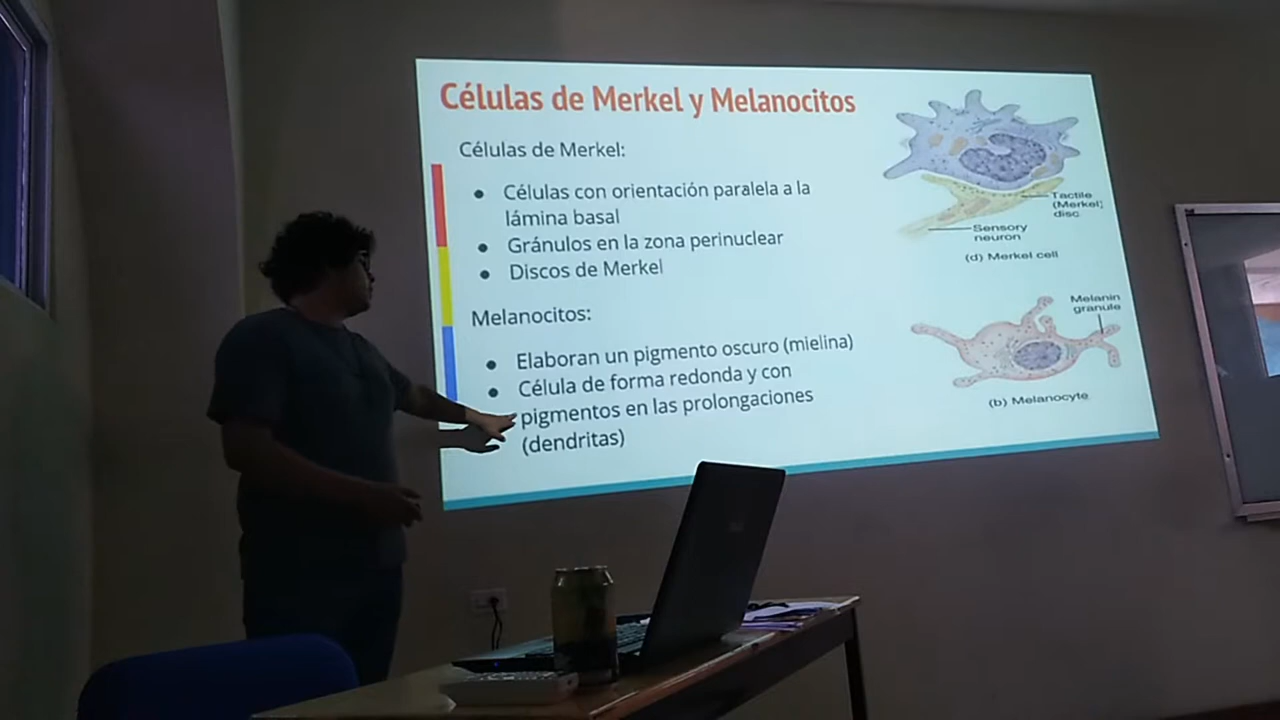 Células de Merkel y Melanocitos
Células de Merkel:
● Células con orientación paralela a la
lámina basal
● Gránulos en la zona perinuclear
● Discos de Merkel
Melanocitos:
● Elaboran un pigmento oscuro (mielina)
● Célula de forma redonda y con
pigmentos en las prolongaciones
(dendritas)
Tactile
(Merkel)
disc
Sensory
neuron
(d) Merkel cell
Melanin
granule
(b) Melanocyte